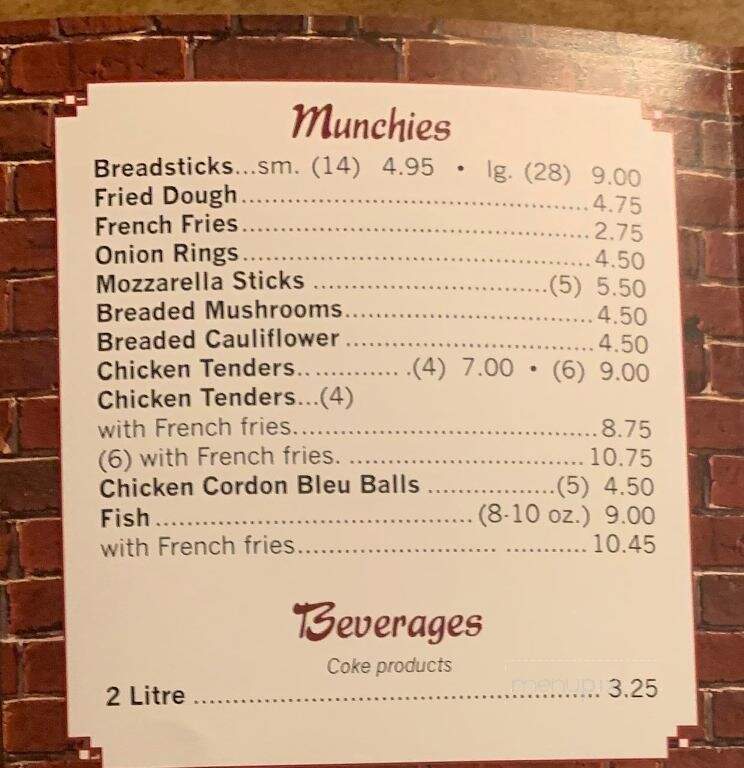 Munchies
Breadsticks...sm. (14) 4.95 • lg. (28) 9.00
Fried Dough..........................................4.75
French Fries..........................................2.75
Onion Rings..........................................4.50
Mozzarella Sticks ............................(5) 5.50
Breaded Mushrooms..............................4.50
Breaded Cauliflower ..............................4.50
Chicken Tenders.. ........... .(4) 7.00 • (6) 9.00
Chicken Tenders...(4)
with French fries.....................................8.75
(6) with French fries. ............................ 10.75
Chicken Cordon Bleu Balls ................(5) 4.50
Fish ...................................... (8-10 oz.) 9.00
with French fries........................ .......... 10.45
Beverages
Coke products
2 Litre ................................................. 3.25